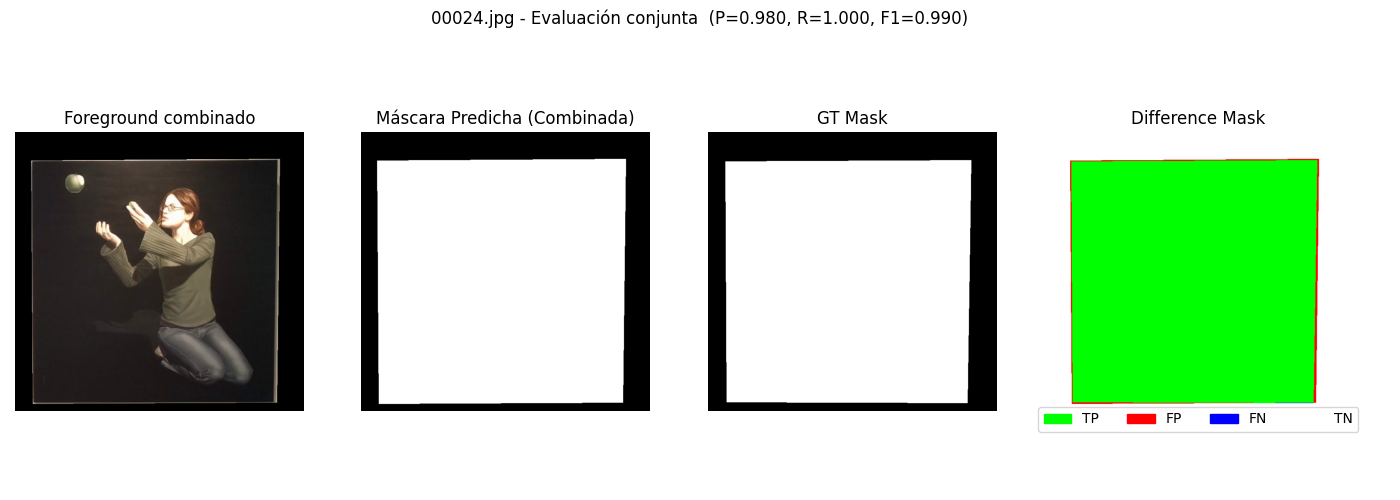 00024.jpg - Evaluación conjunta  (P=0.980, R=1.000, F1=0.990)
Foreground combinado
Máscara Predicha (Combinada)
GT Mask
Difference Mask
TP
FP
FN
TN